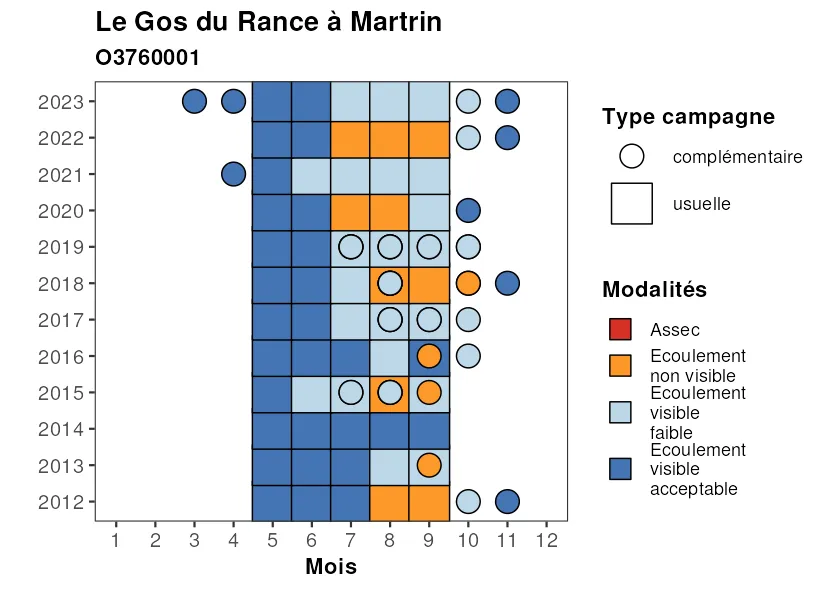 Le Gos du Rance à Martrin
O3760001
2023
2022
2021
2020
2019
2018
2017
2016
2015
2014
2013
2012
1 2 3 4 5 6 7 8 9 10 11 12
Mois
Type campagne
complémentaire
usuelle
Modalités
Assec
Ecoulement
non visible
Ecoulement
visible
faible
Ecoulement
visible
acceptable